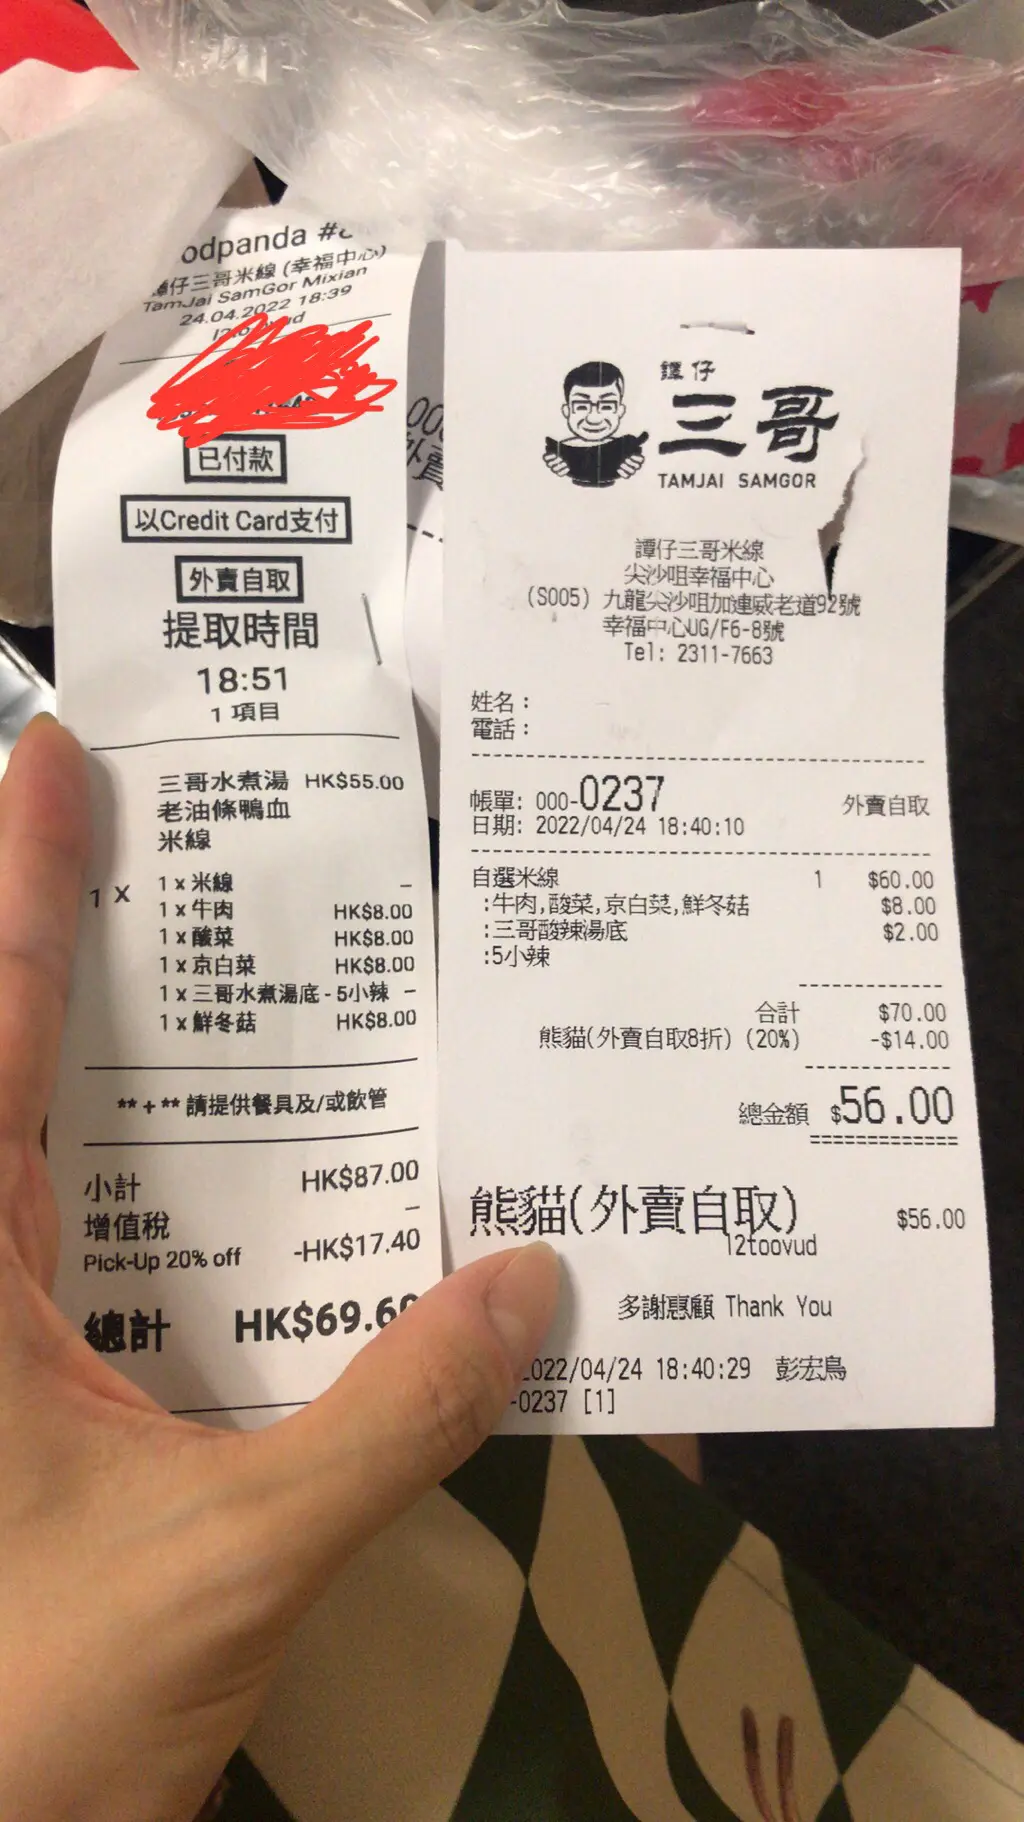 odpanda #
譚仔三哥米線 (幸福中心)
TamJai SamGor Mixian
24.04.2022 18:39
已付款
以Credit Card支付
外賣自取
提取時間
18:51
1 項目
1 X 三哥水煮湯 HK$55.00
老油條鴨血
米線
1 x 米線 –
1 x 牛肉 HK$8.00
1 x 酸菜 HK$8.00
1 x 京白菜 HK$8.00
1 x 三哥水煮湯底 - 5小辣 –
1 x 鮮冬菇 HK$8.00
** + ** 請提供餐具及/或飲管
小計 HK$87.00
增值稅 –
Pick-Up 20% off -HK$17.40
總計 HK$69.60
譚仔
三哥
TAMJAI SAMGOR
譚仔三哥米線
尖沙咀幸福中心
(S005) 九龍尖沙咀加連威老道92號
幸福中心UG/F6-8號
Tel: 2311-7663
姓名：
電話：
帳單: 000-0237 外賣自取
日期: 2022/04/24 18:40:10
自選米線 1 $60.00
:牛肉,酸菜,京白菜,鮮冬菇 $8.00
:三哥酸辣湯底 $2.00
:5小辣
合計 $70.00
熊貓(外賣自取8折) (20%) -$14.00
總金額 $56.00
熊貓(外賣自取) $56.00
l2toovud
多謝惠顧 Thank You
2022/04/24 18:40:29 彭宏鳥
-0237 [1]